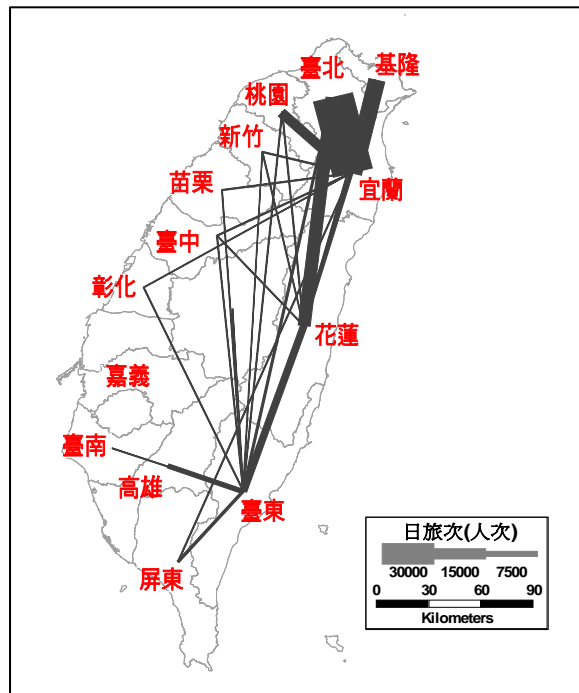 臺北
基隆
桃園
新竹
苗栗
宜蘭
臺中
彰化
花蓮
嘉義
臺南
高雄
臺東
屏東
日旅次(人次)
30000 15000 7500
0 30 60 90
Kilometers